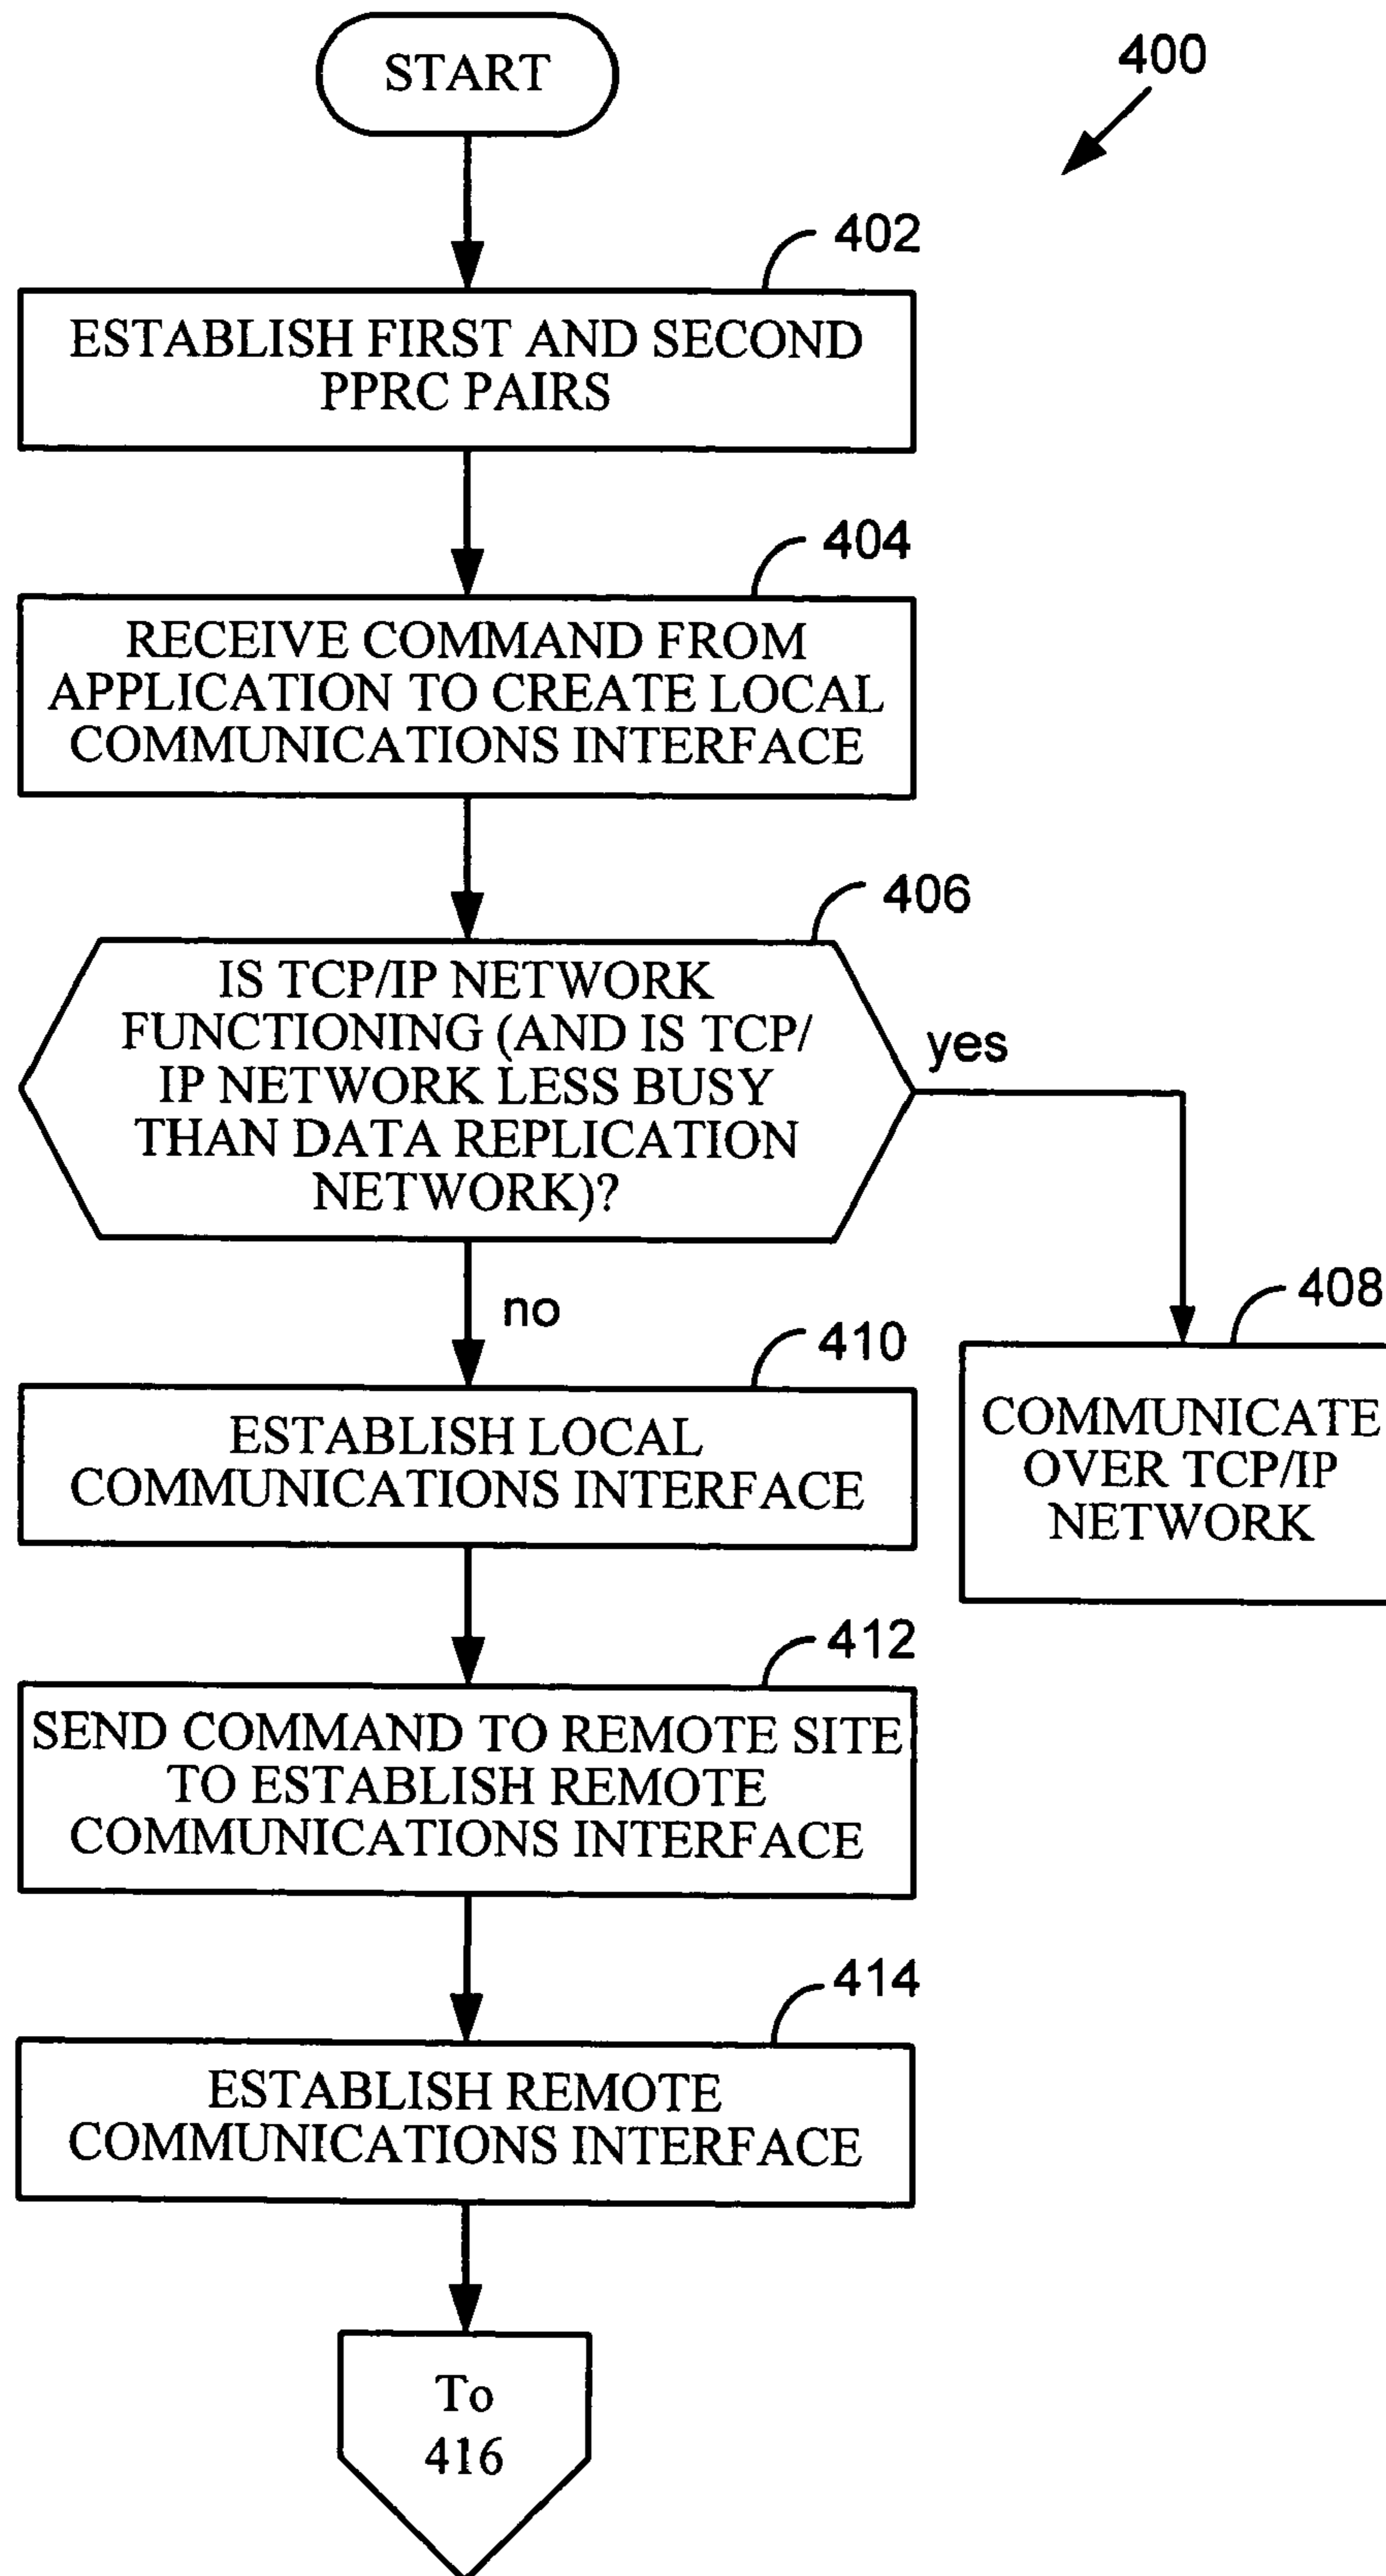 START
400
402
ESTABLISH FIRST AND SECOND
PPRC PAIRS
404
RECEIVE COMMAND FROM
APPLICATION TO CREATE LOCAL
COMMUNICATIONS INTERFACE
406
IS TCP/IP NETWORK
FUNCTIONING (AND IS TCP/
IP NETWORK LESS BUSY
THAN DATA REPLICATION
NETWORK)?
yes
no
408
COMMUNICATE
OVER TCP/IP
NETWORK
410
ESTABLISH LOCAL
COMMUNICATIONS INTERFACE
412
SEND COMMAND TO REMOTE SITE
TO ESTABLISH REMOTE
COMMUNICATIONS INTERFACE
414
ESTABLISH REMOTE
COMMUNICATIONS INTERFACE
To
416